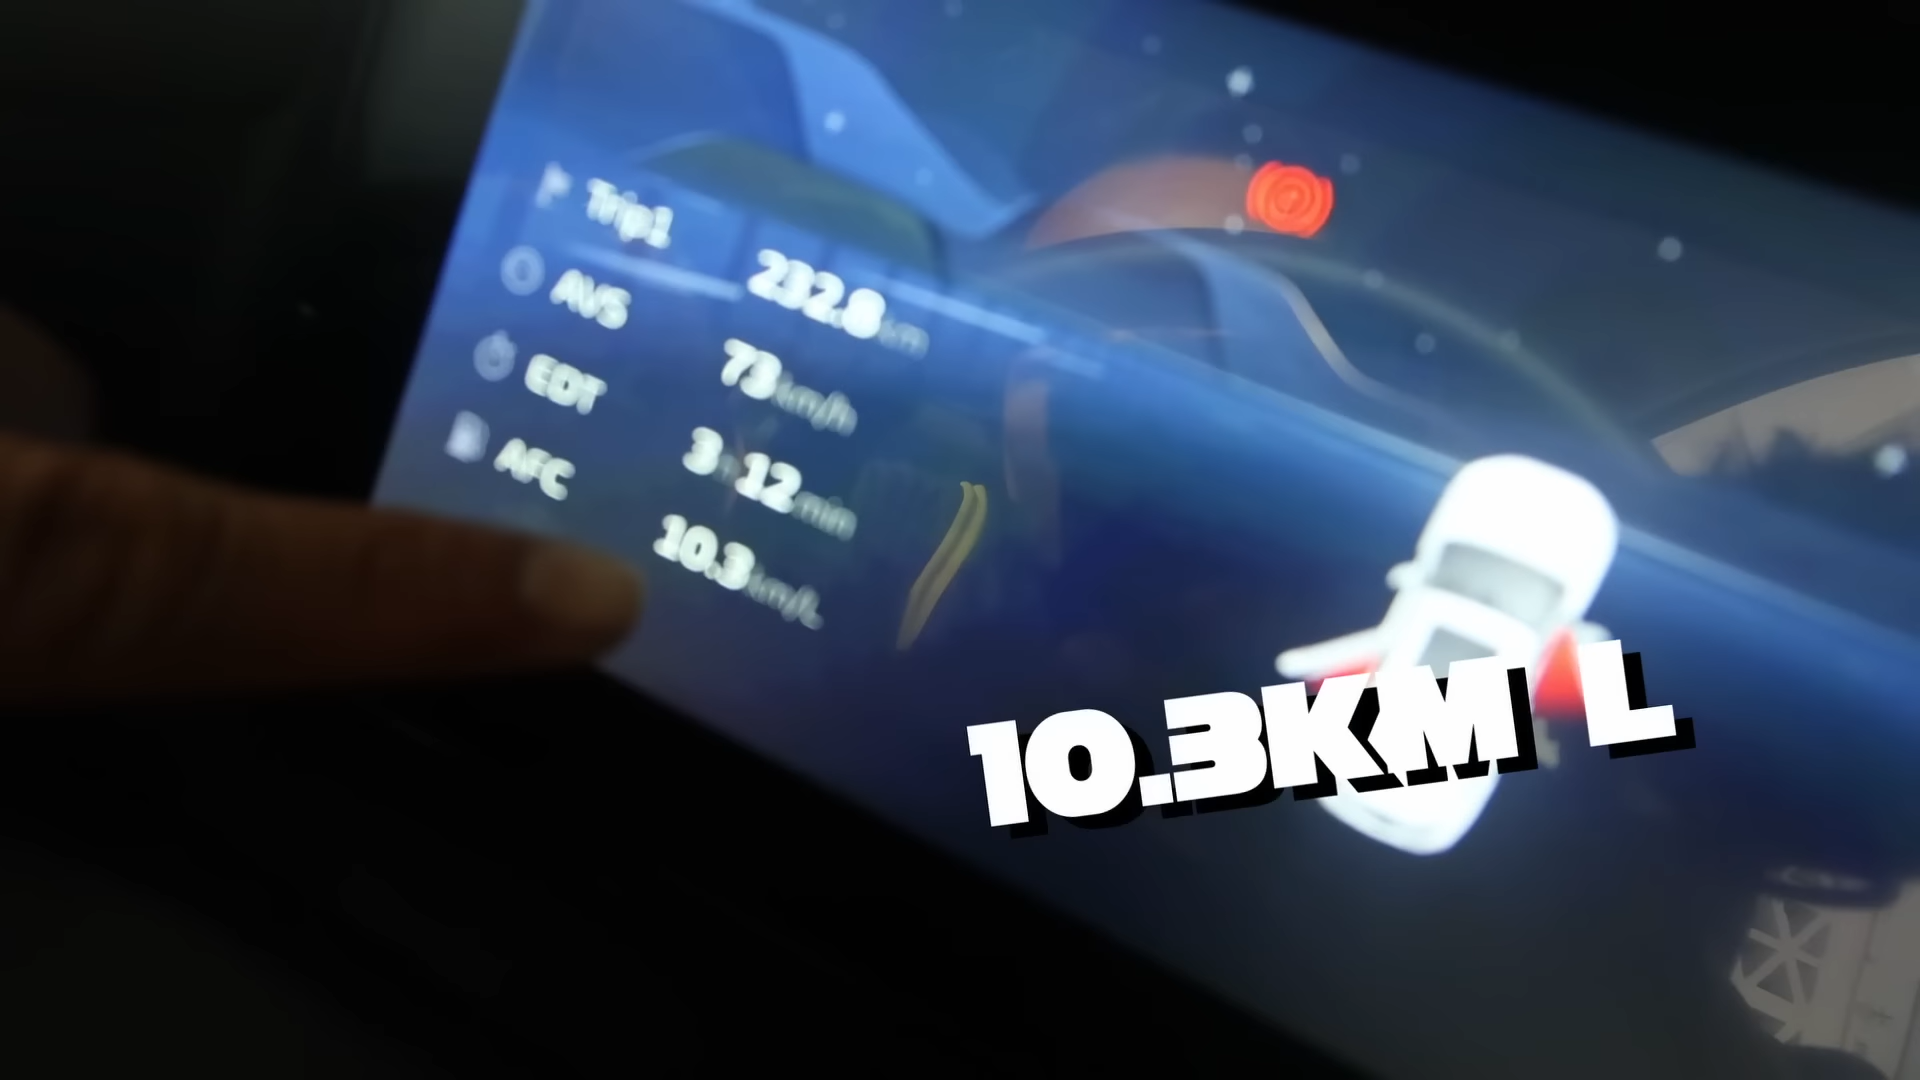 Trip1 232.8km
AVS 73km/h
EDT 3h12min
AFC 10.3km/L
10.3KM L